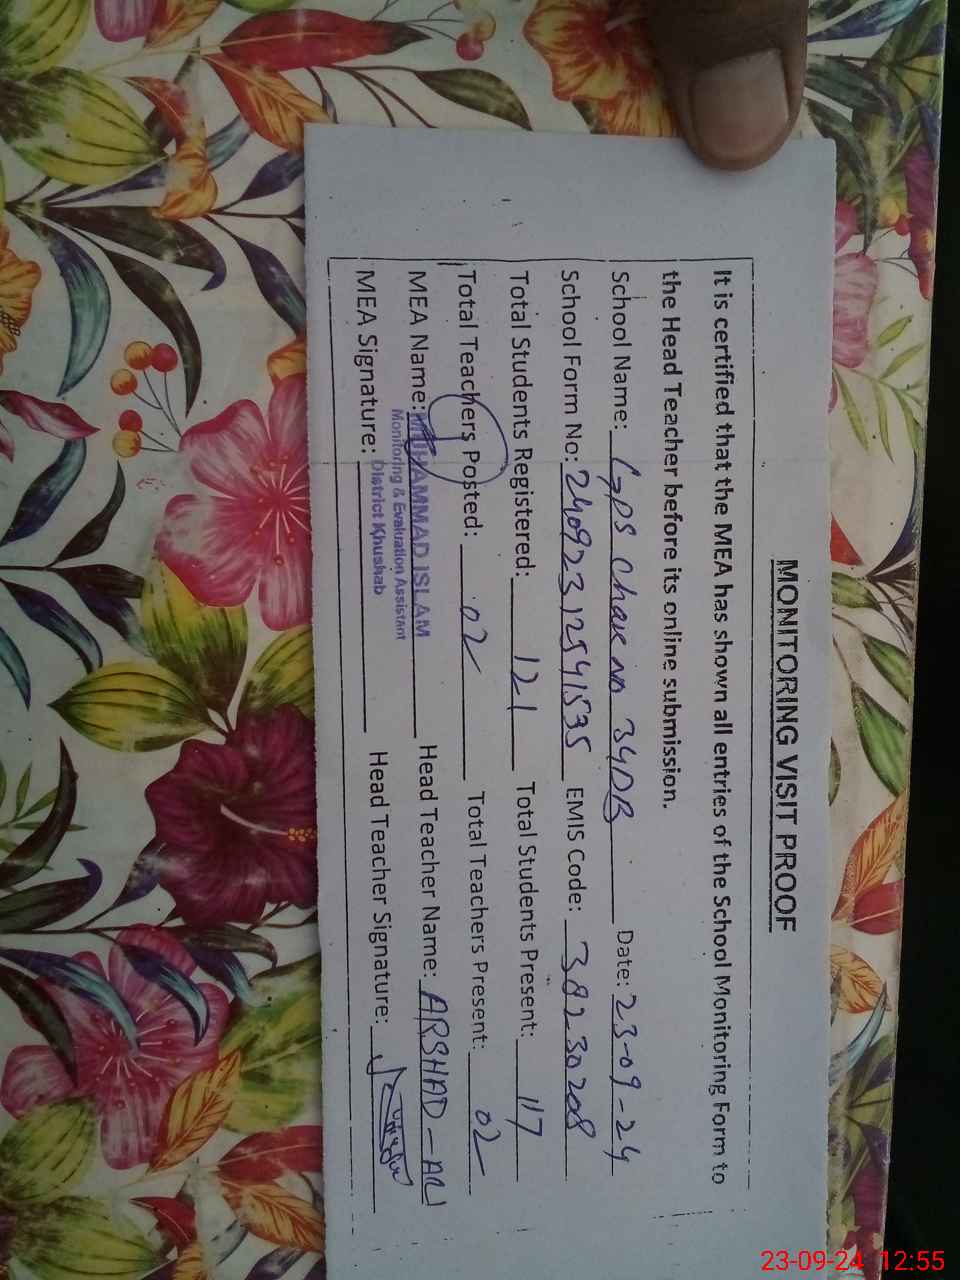 MONITORING VISIT PROOF
It is certified that the MEA has shown all entries of the School Monitoring Form to
the Head Teacher before its online submission.
School Name: GPS Chak no 34DB Date: 23-09-24
School Form No: 24092312541535 EMIS Code: 38230208
Total Students Registered: 121 Total Students Present: 117
Total Teachers Posted: 02 Total Teachers Present: 02
MEA Name: MUHAMMAD ISLAM Head Teacher Name: ARSHAD-ALI
Monitoring & Evaluation Assistant
MEA Signature: District Khushab Head Teacher Signature:
23-09-24 12:55